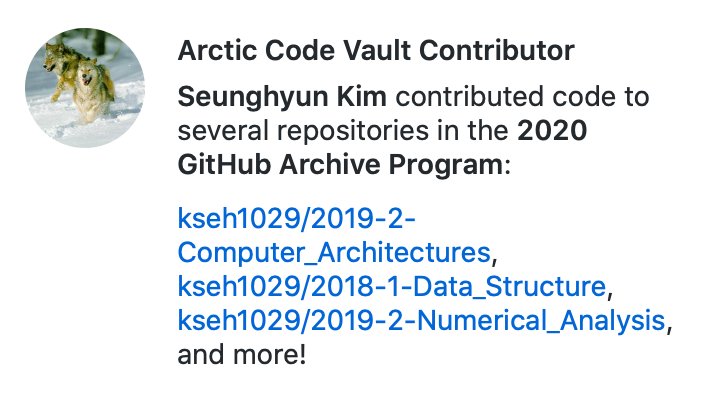 Arctic Code Vault Contributor
Seunghyun Kim contributed code to
several repositories in the 2020
GitHub Archive Program:
kseh1029/2019-2-
Computer_Architectures,
kseh1029/2018-1-Data_Structure,
kseh1029/2019-2-Numerical_Analysis,
and more!